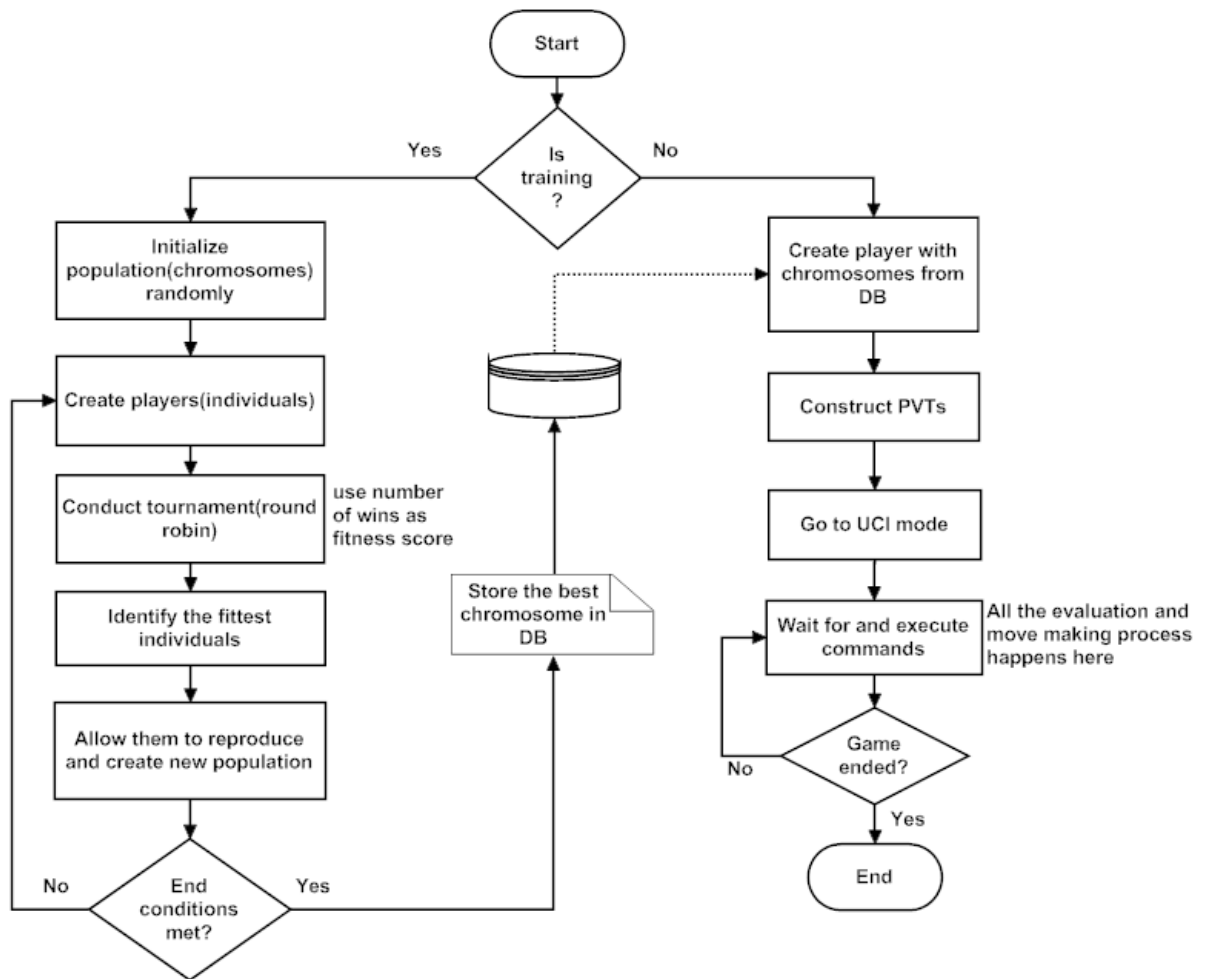 Start
Is
training
?
Yes
No
Initialize
population(chromosomes)
randomly
Create players(individuals)
Conduct tournament(round
robin)
use number
of wins as
fitness score
Identify the fittest
individuals
Allow them to reproduce
and create new population
End
conditions
met?
No
Yes
Store the best
chromosome in
DB
Create player with
chromosomes from
DB
Construct PVTs
Go to UCI mode
Wait for and execute
commands
All the evaluation and
move making process
happens here
Game
ended?
No
Yes
End